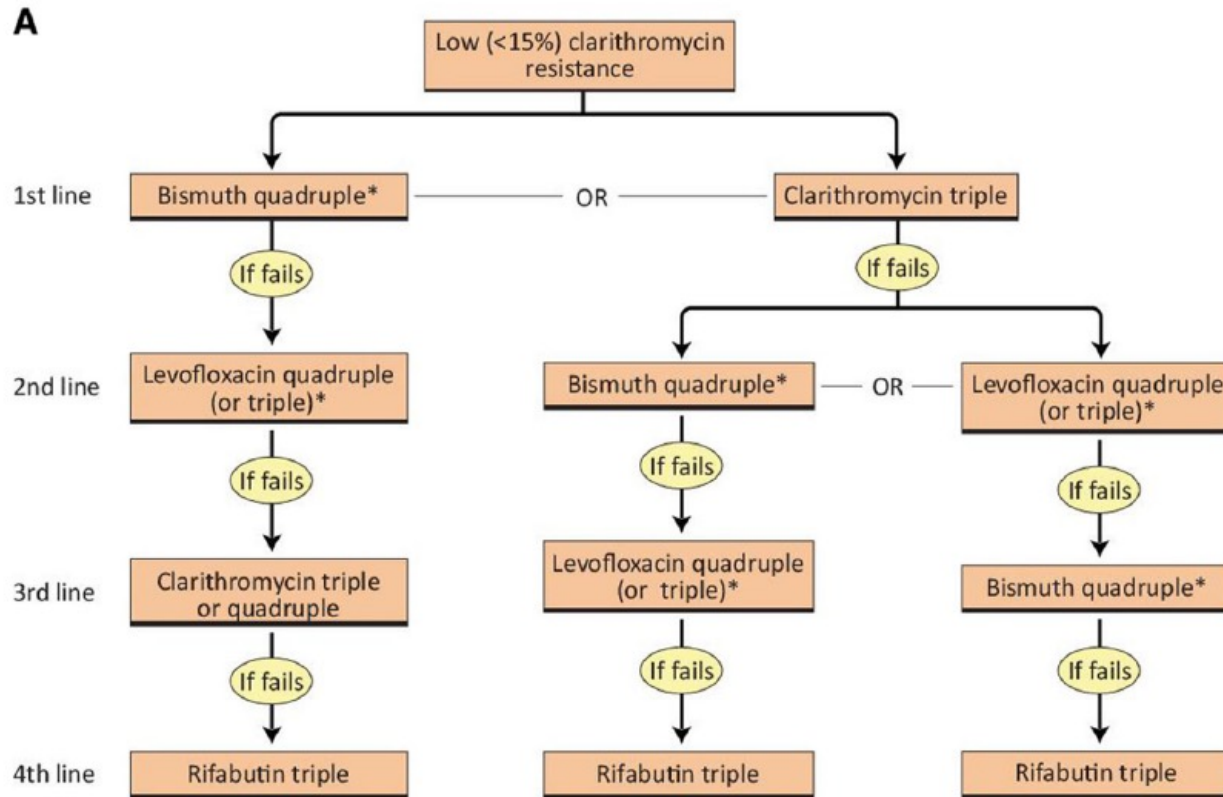 A
Low (<15%) clarithromycin
resistance
1st line
Bismuth quadruple*
OR
Clarithromycin triple
If fails
If fails
2nd line
Levofloxacin quadruple
(or triple)*
Bismuth quadruple*
OR
Levofloxacin quadruple
(or triple)*
If fails
If fails
If fails
3rd line
Clarithromycin triple
or quadruple
Levofloxacin quadruple
(or triple)*
Bismuth quadruple*
If fails
If fails
If fails
4th line
Rifabutin triple
Rifabutin triple
Rifabutin triple